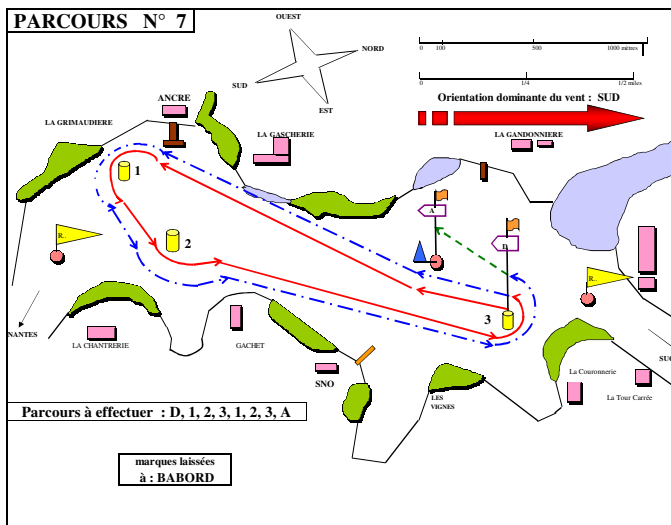 PARCOURS N° 7
OUEST
NORD
SUD
EST
0 100 500 1000 mètres
0 1/4 1/2 miles
Orientation dominante du vent : SUD
ANCRE
LA GRIMAUDIERE
LA GASCHERIE
LA GANDONNIERE
1
2
3
A
D
R..
R..
NANTES
LA CHANTRERIE
GACHET
SNO
LES
VIGNES
La Couronnerie
La Tour Carrée
SUC
Parcours à effectuer : D, 1, 2, 3, 1, 2, 3, A
marques laissées
à : BABORD